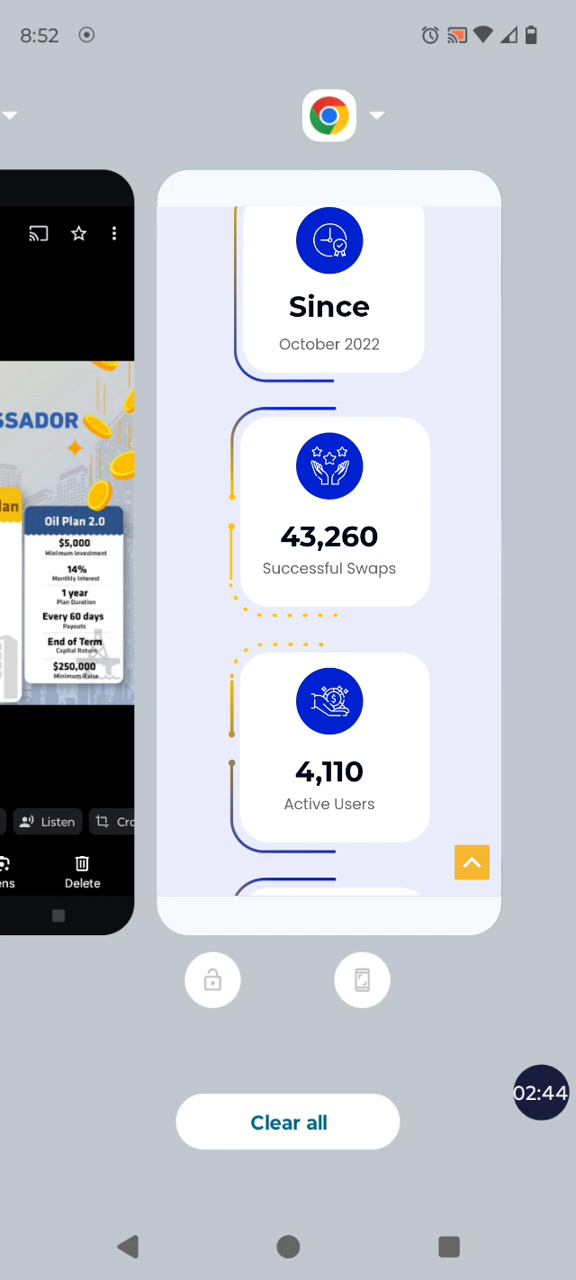 8:52
SSADOR
lan
Oil Plan 2.0
$5,000
Minimum Investment
14%
Monthly Interest
1 year
Plan Duration
Every 60 days
Payouts
End of Term
Capital Return
$250,000
Minimum Raise
Listen
Cro
ens
Delete
Since
October 2022
43,260
Successful Swaps
4,110
Active Users
02:44
Clear all